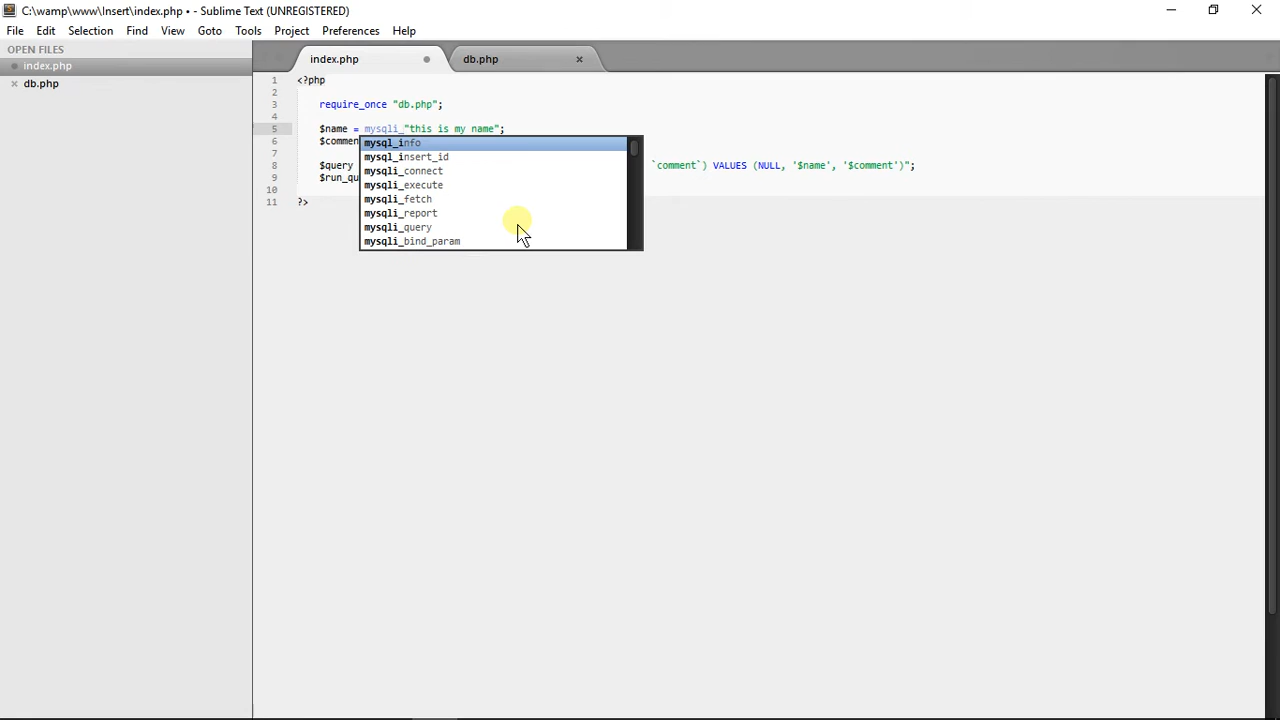 C:\wamp\www\Insert\index.php • - Sublime Text (UNREGISTERED)
File Edit Selection Find View Goto Tools Project Preferences Help
OPEN FILES
index.php
db.php
index.php db.php
1 <?php
2
3 require_once "db.php";
4
5 $name = mysqli_"this is my name";
6 $commen
7
8 $query `comment`) VALUES (NULL, '$name', '$comment')";
9 $run_qu
10
11 ?>
mysql_info
mysql_insert_id
mysqli_connect
mysqli_execute
mysqli_fetch
mysqli_report
mysqli_query
mysqli_bind_param